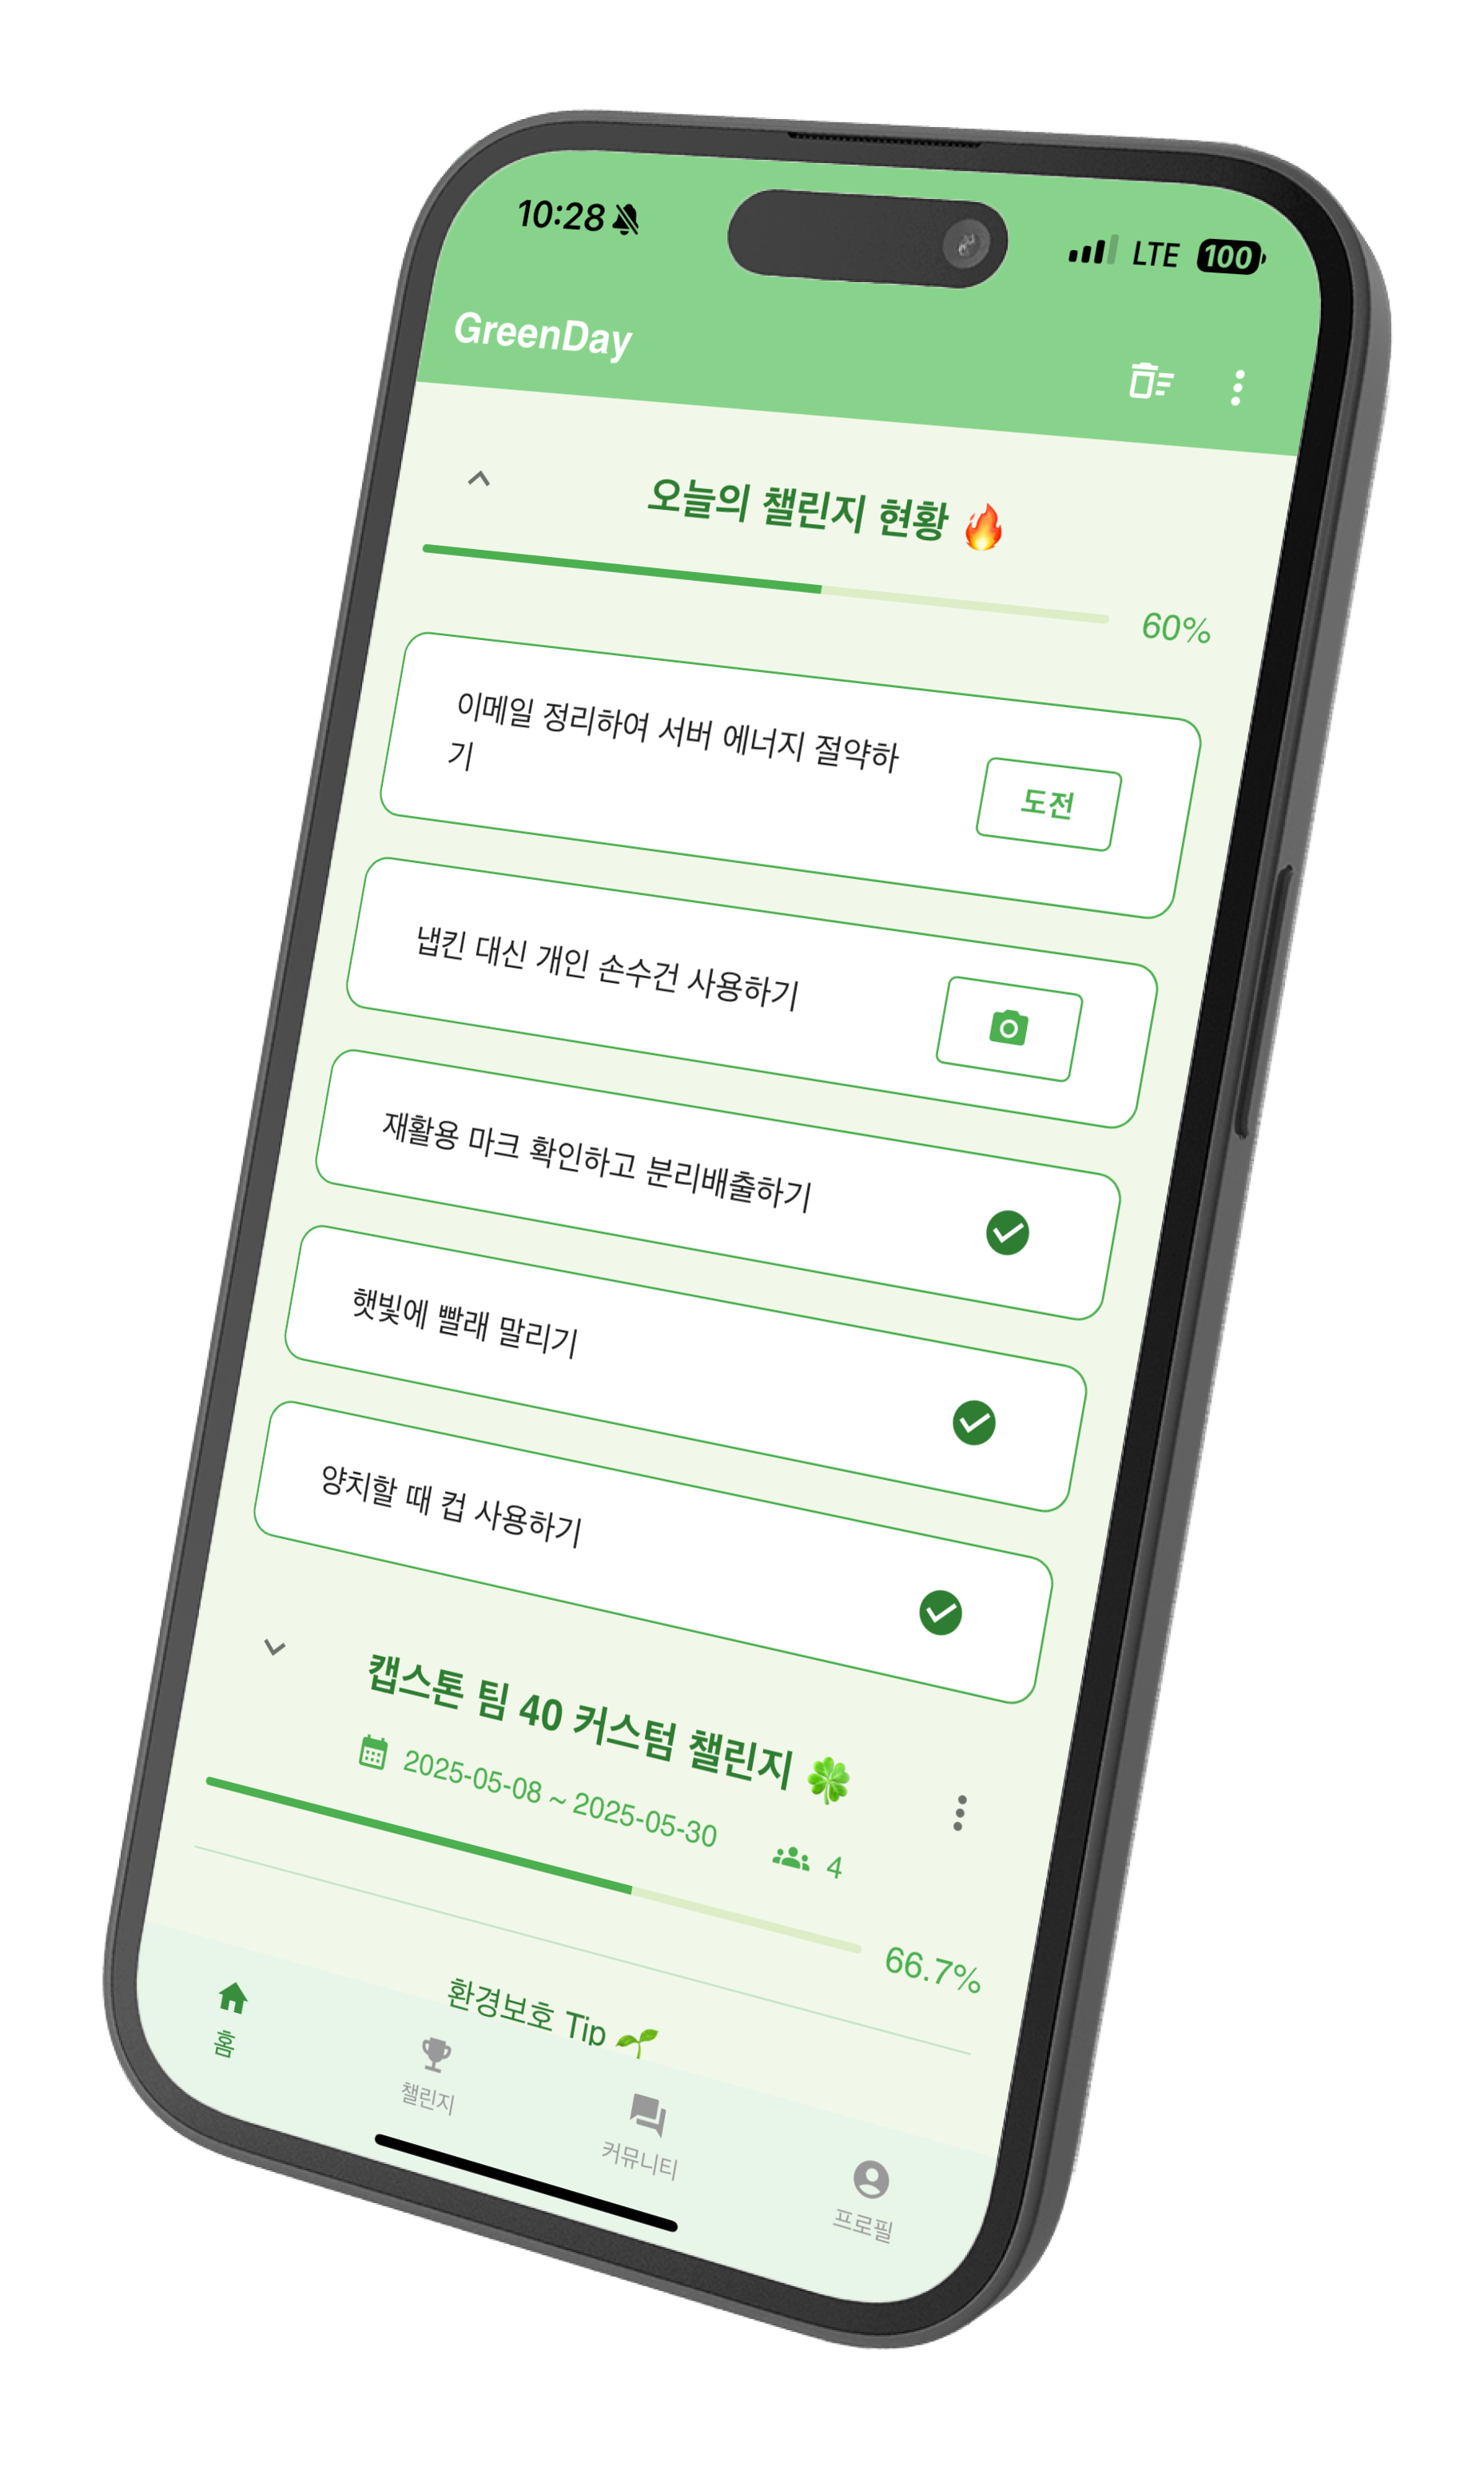 10:28
LTE 100
GreenDay
오늘의 챌린지 현황 🔥
60%
이메일 정리하여 서버 에너지 절약하
기
도전
냅킨 대신 개인 손수건 사용하기
재활용 마크 확인하고 분리배출하기
햇빛에 빨래 말리기
양치할 때 컵 사용하기
캡스톤 팀 40 커스텀 챌린지 🍀
2025-05-08 ~ 2025-05-30 4
66.7%
환경보호 Tip 🌱
홈
챌린지
커뮤니티
프로필